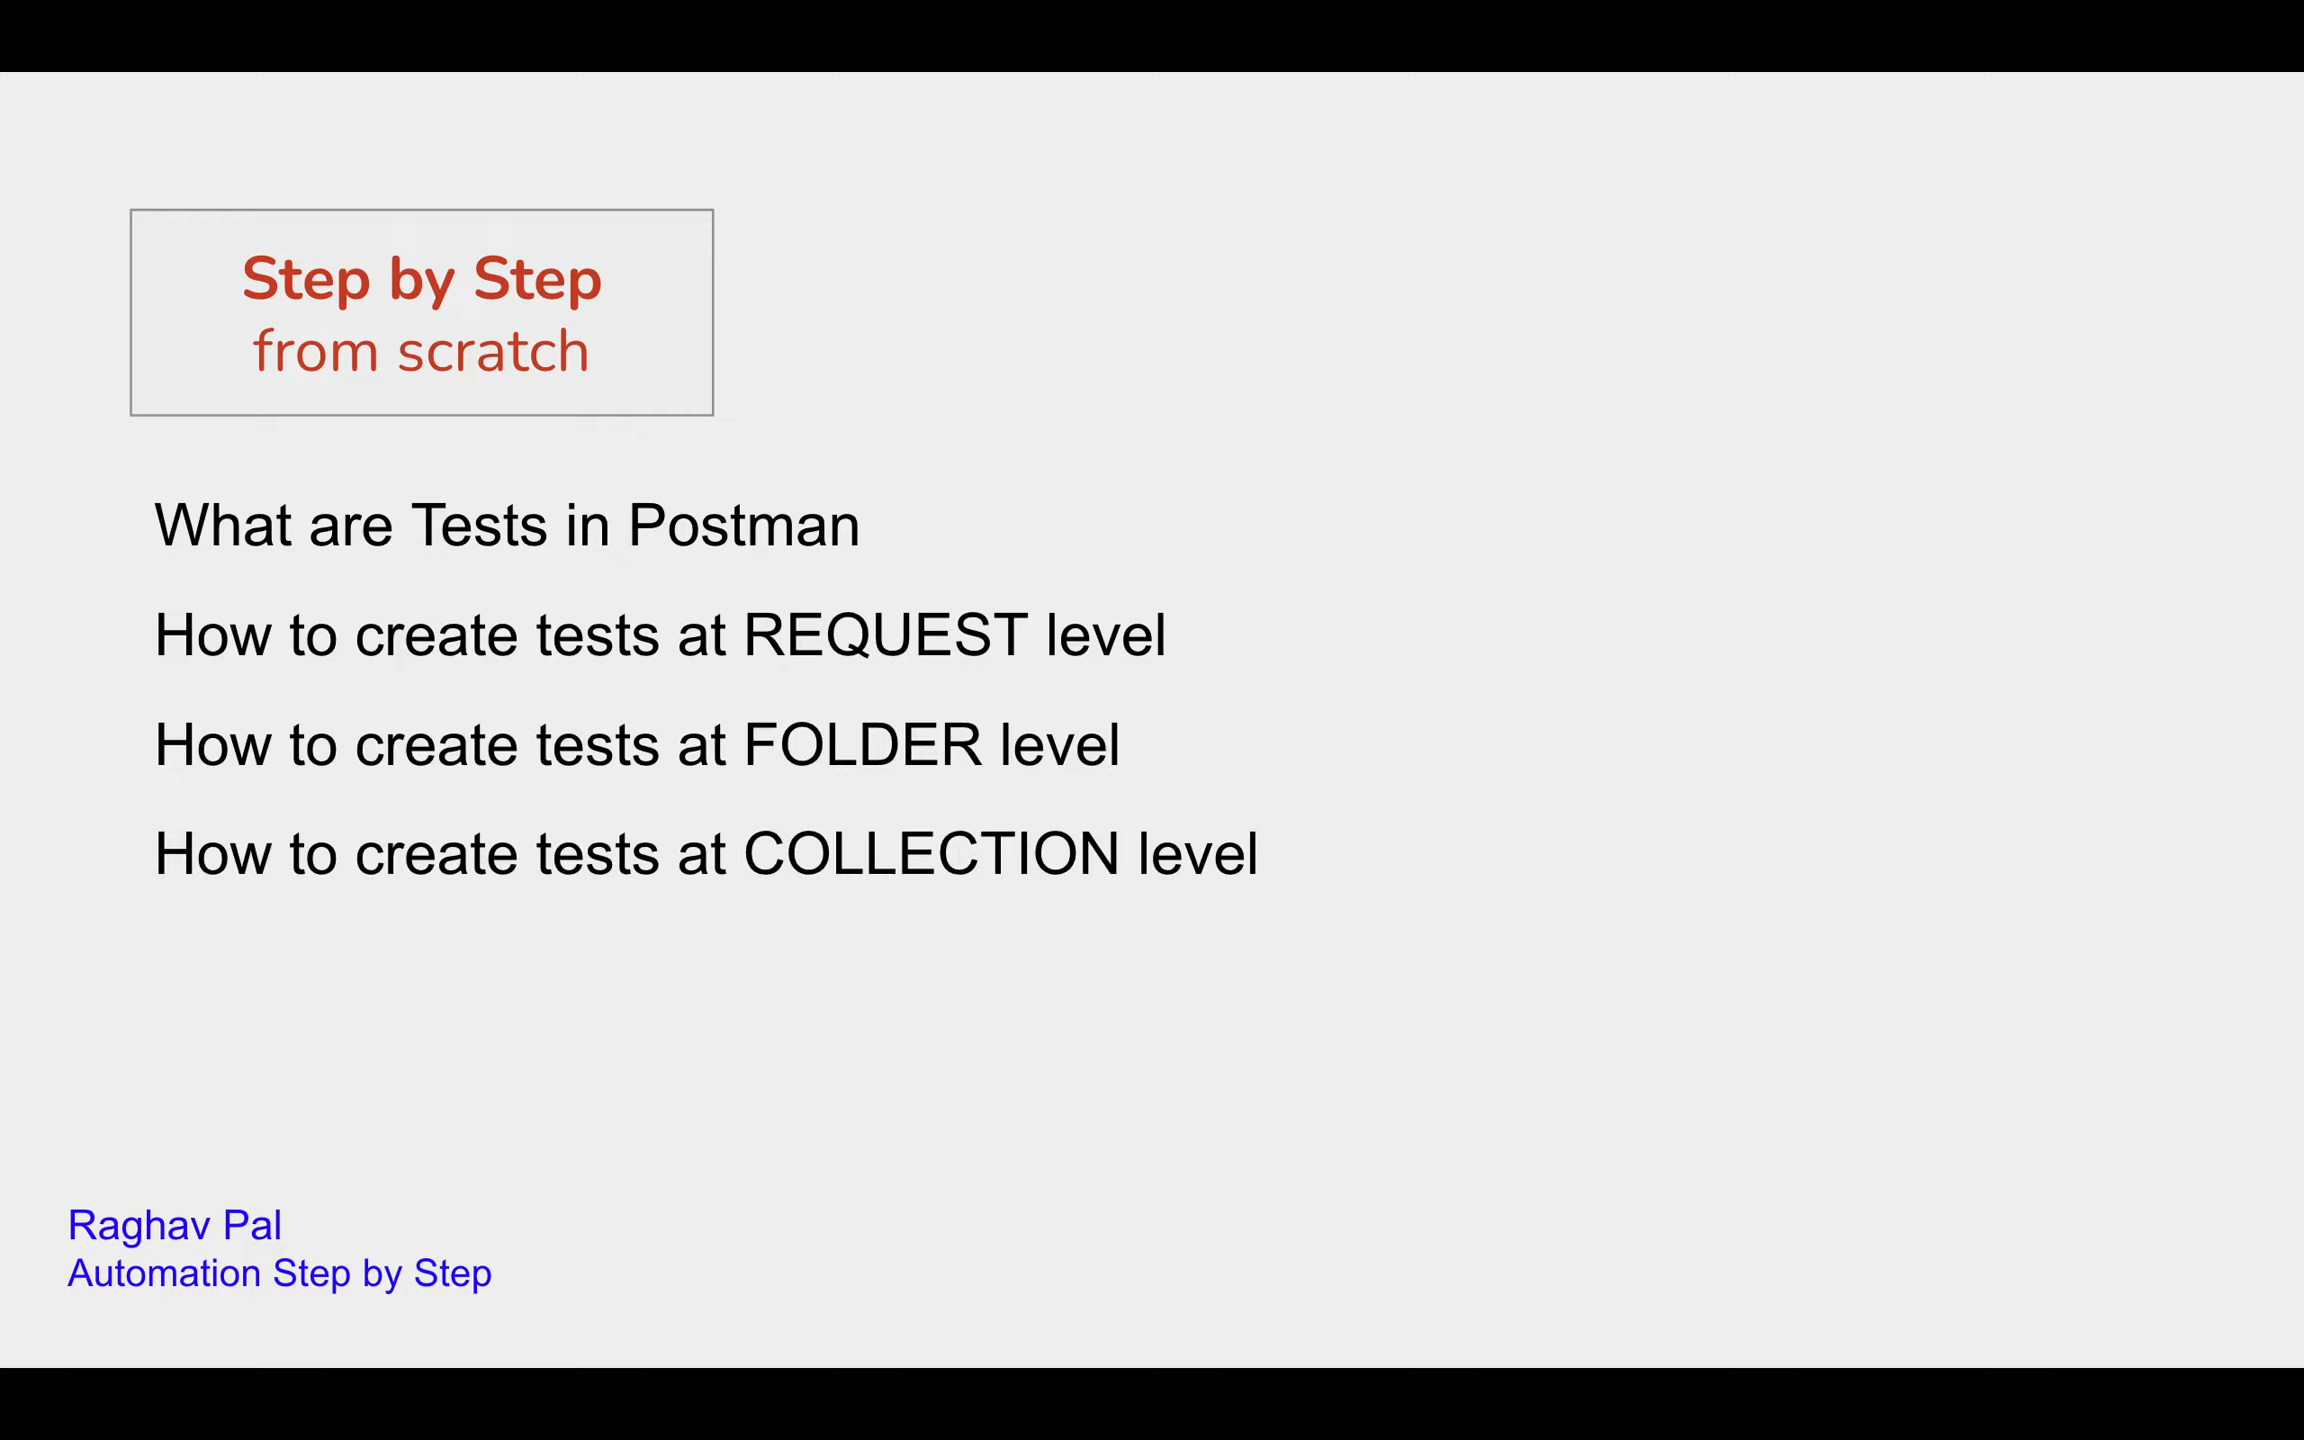 Step by Step
from scratch
What are Tests in Postman
How to create tests at REQUEST level
How to create tests at FOLDER level
How to create tests at COLLECTION level
Raghav Pal
Automation Step by Step